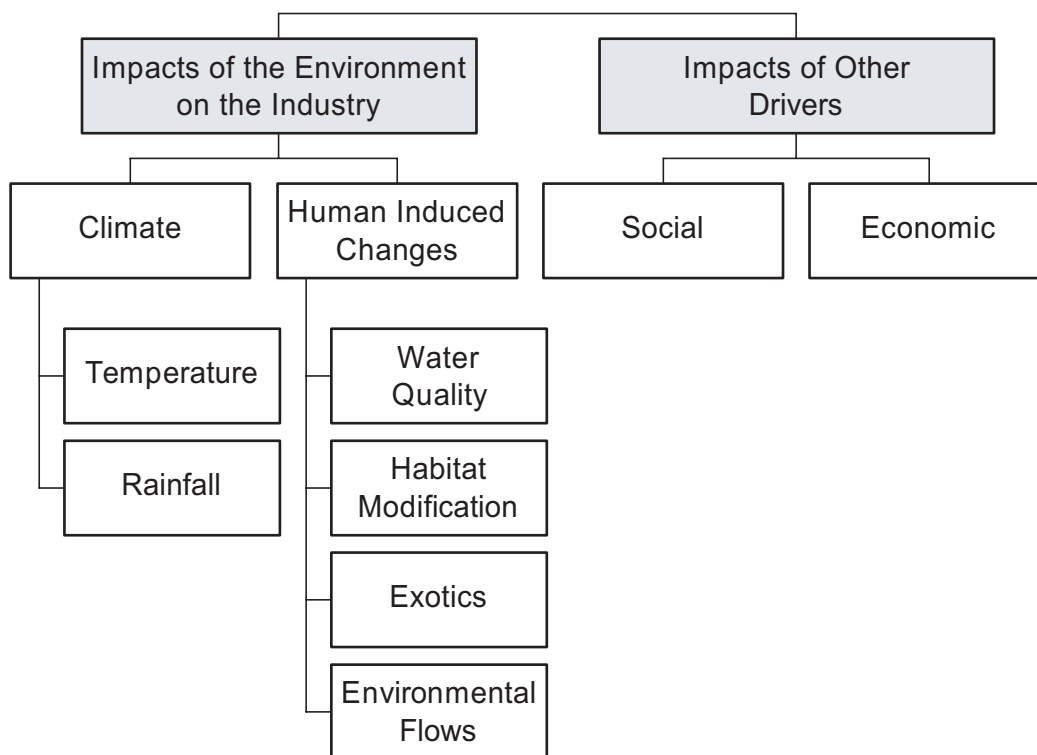 Impacts of the Environment
on the Industry
Impacts of Other
Drivers
Climate
Human Induced
Changes
Social
Economic
Temperature
Rainfall
Water
Quality
Habitat
Modification
Exotics
Environmental
Flows